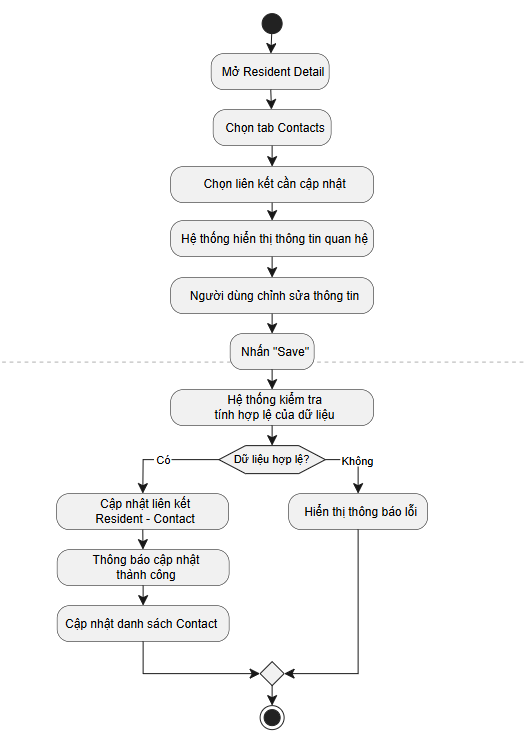 Mở Resident Detail
Chọn tab Contacts
Chọn liên kết cần cập nhật
Hệ thống hiển thị thông tin quan hệ
Người dùng chỉnh sửa thông tin
Nhấn "Save"
Hệ thống kiểm tra
tính hợp lệ của dữ liệu
Dữ liệu hợp lệ?
Có
Không
Cập nhật liên kết
Resident - Contact
Hiển thị thông báo lỗi
Thông báo cập nhật
thành công
Cập nhật danh sách Contact